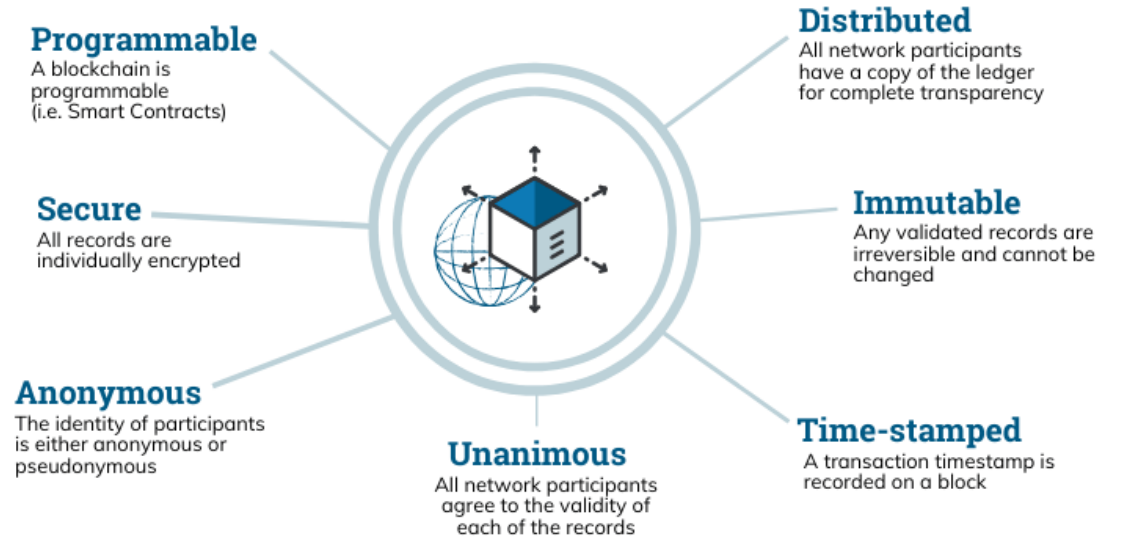 Programmable
A blockchain is
programmable
(i.e. Smart Contracts)
Secure
All records are
individually encrypted
Anonymous
The identity of participants
is either anonymous or
pseudonymous
Unanimous
All network participants
agree to the validity of
each of the records
Distributed
All network participants
have a copy of the ledger
for complete transparency
Immutable
Any validated records are
irreversible and cannot be
changed
Time-stamped
A transaction timestamp is
recorded on a block